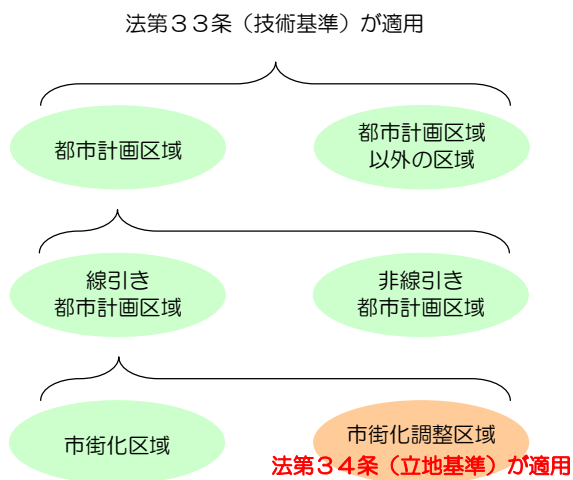 法第３３条（技術基準）が適用
都市計画区域
都市計画区域
以外の区域
線引き
都市計画区域
非線引き
都市計画区域
市街化区域
市街化調整区域
法第３４条（立地基準）が適用